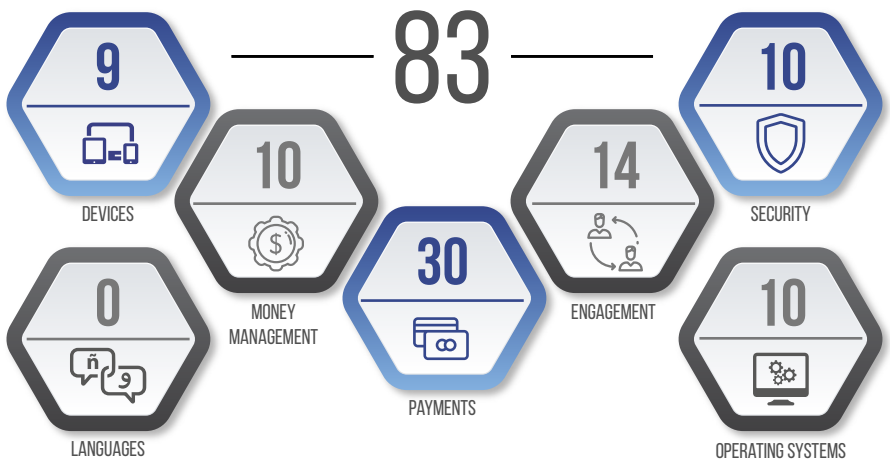 83
9
DEVICES
10
MONEY
MANAGEMENT
30
PAYMENTS
14
ENGAGEMENT
10
SECURITY
0
ñ
و
LANGUAGES
$
10
OPERATING SYSTEMS